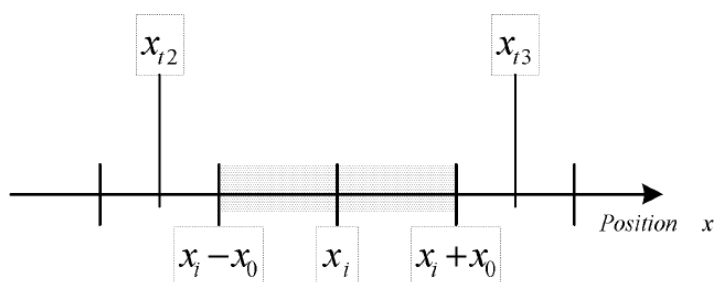 x_{t2} x_{t3}
Position x
x_i − x_0 x_i x_i + x_0